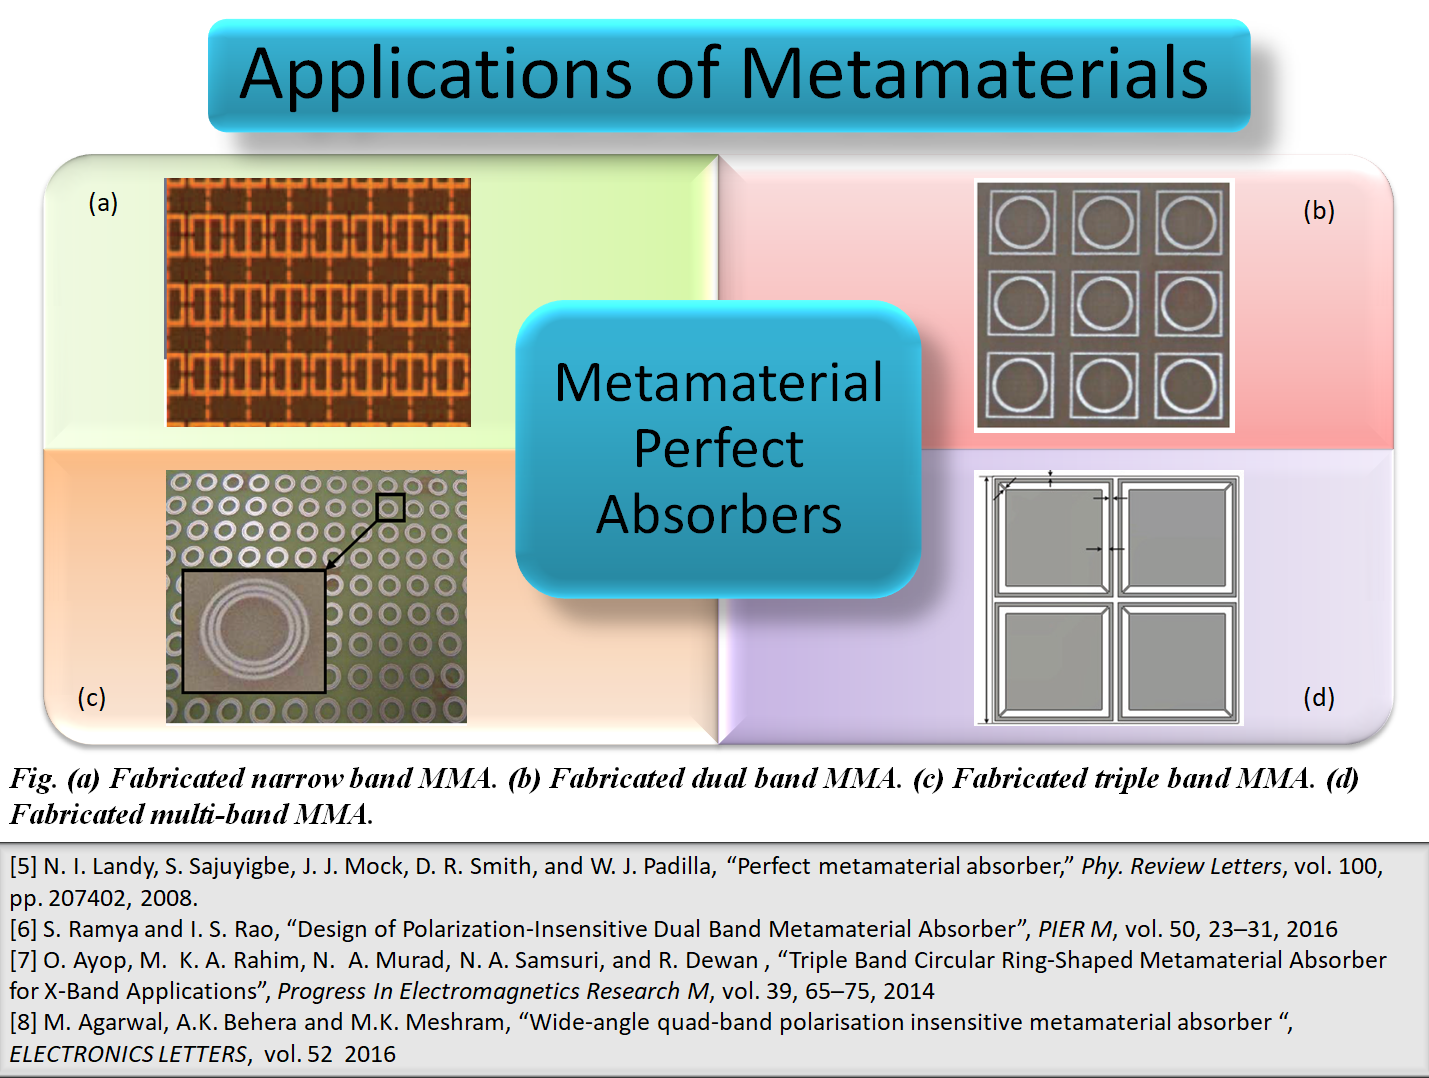 Applications of Metamaterials
(a)
(b)
Metamaterial
Perfect
Absorbers
(c)
(d)
Fig. (a) Fabricated narrow band MMA. (b) Fabricated dual band MMA. (c) Fabricated triple band MMA. (d)
Fabricated multi-band MMA.
[5] N. I. Landy, S. Sajuyigbe, J. J. Mock, D. R. Smith, and W. J. Padilla, “Perfect metamaterial absorber,” Phy. Review Letters, vol. 100,
pp. 207402, 2008.
[6] S. Ramya and I. S. Rao, “Design of Polarization-Insensitive Dual Band Metamaterial Absorber”, PIER M, vol. 50, 23–31, 2016
[7] O. Ayop, M. K. A. Rahim, N. A. Murad, N. A. Samsuri, and R. Dewan , “Triple Band Circular Ring-Shaped Metamaterial Absorber
for X-Band Applications”, Progress In Electromagnetics Research M, vol. 39, 65–75, 2014
[8] M. Agarwal, A.K. Behera and M.K. Meshram, “Wide-angle quad-band polarisation insensitive metamaterial absorber “,
ELECTRONICS LETTERS, vol. 52 2016